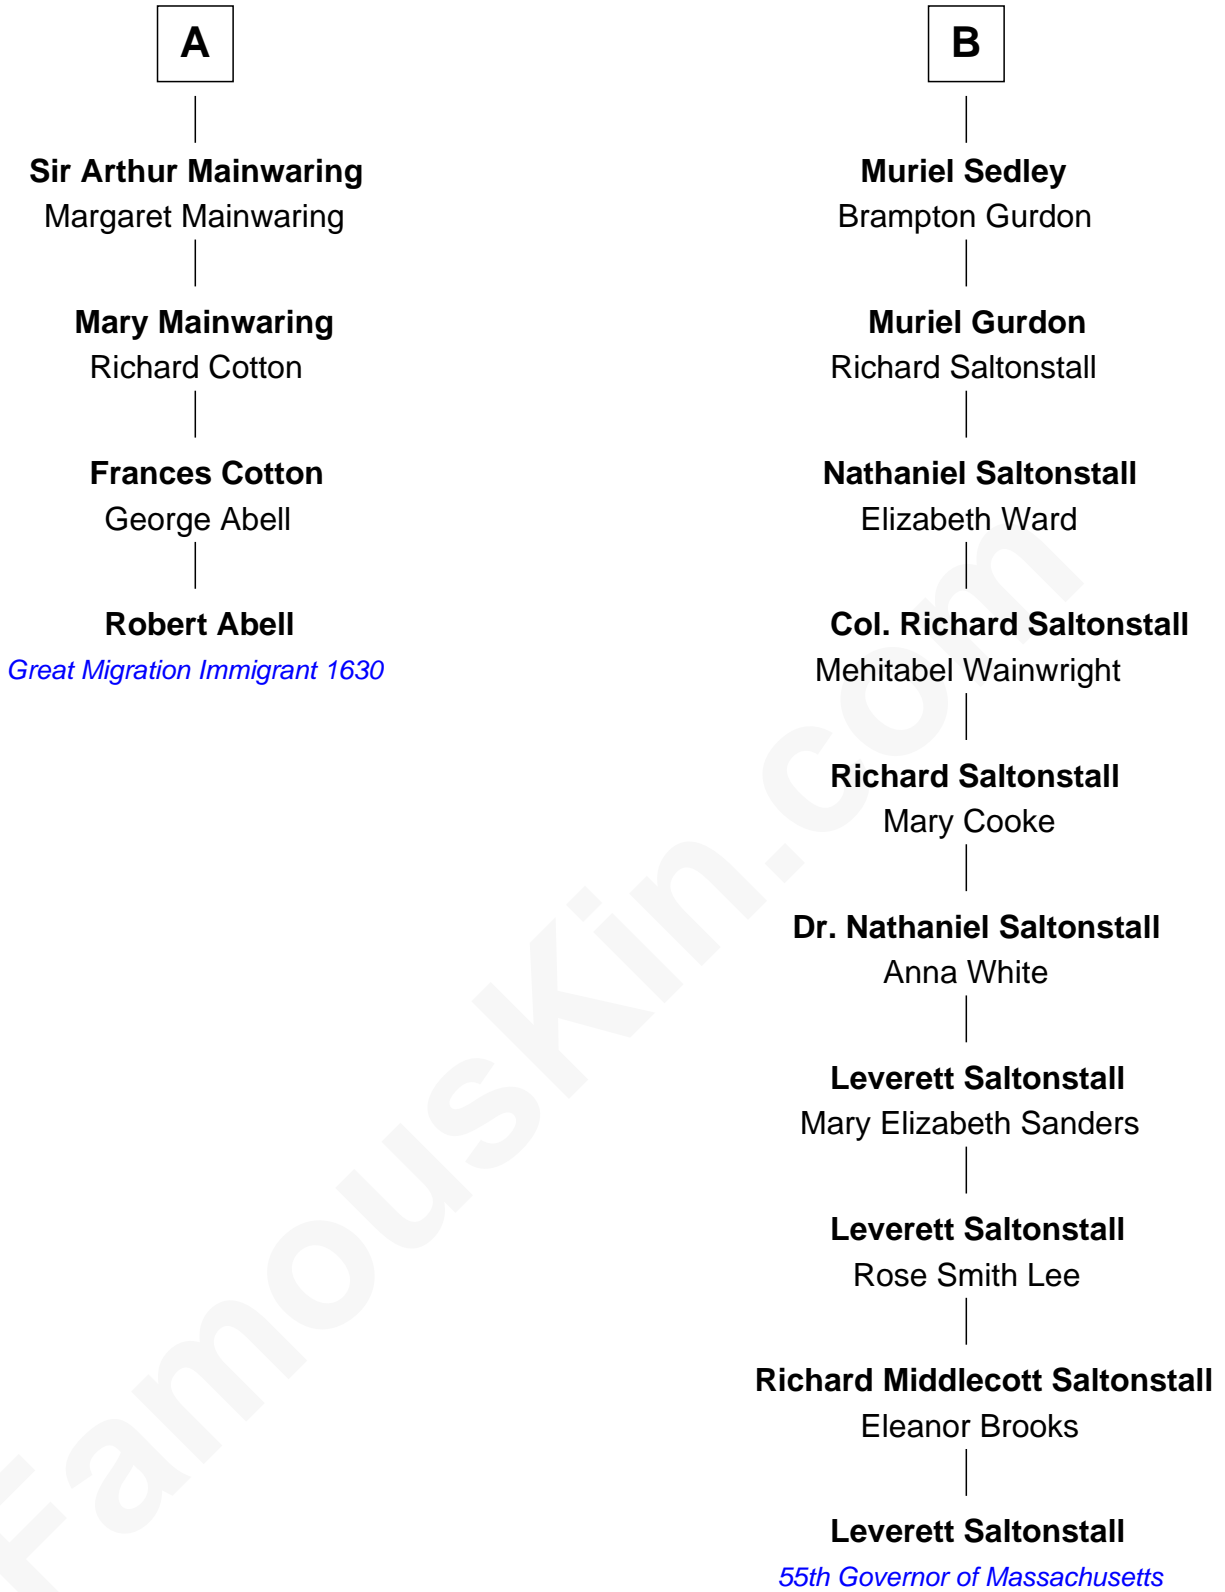 A
Sir Arthur Mainwaring
Margaret Mainwaring
Mary Mainwaring
Richard Cotton
Frances Cotton
George Abell
Robert Abell
Great Migration Immigrant 1630
B
Muriel Sedley
Brampton Gurdon
Muriel Gurdon
Richard Saltonstall
Nathaniel Saltonstall
Elizabeth Ward
Col. Richard Saltonstall
Mehitabel Wainwright
Richard Saltonstall
Mary Cooke
Dr. Nathaniel Saltonstall
Anna White
Leverett Saltonstall
Mary Elizabeth Sanders
Leverett Saltonstall
Rose Smith Lee
Richard Middlecott Saltonstall
Eleanor Brooks
Leverett Saltonstall
55th Governor of Massachusetts
FamousKin.com